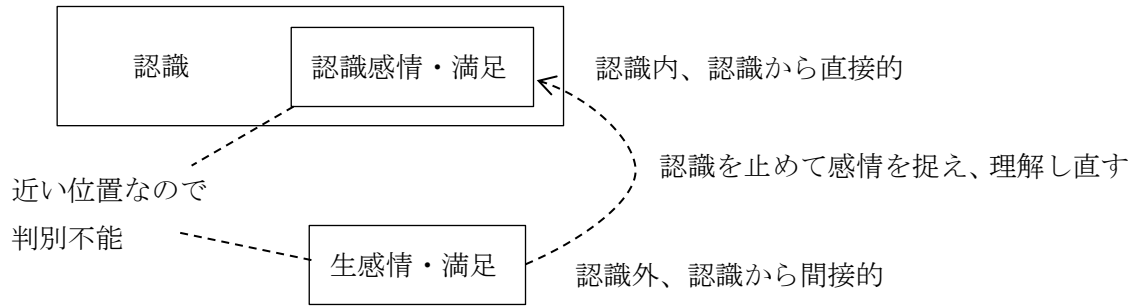 認識
認識感情・満足
認識内、認識から直接的
認識を止めて感情を捉え、理解し直す
近い位置なので
判別不能
生感情・満足
認識外、認識から間接的